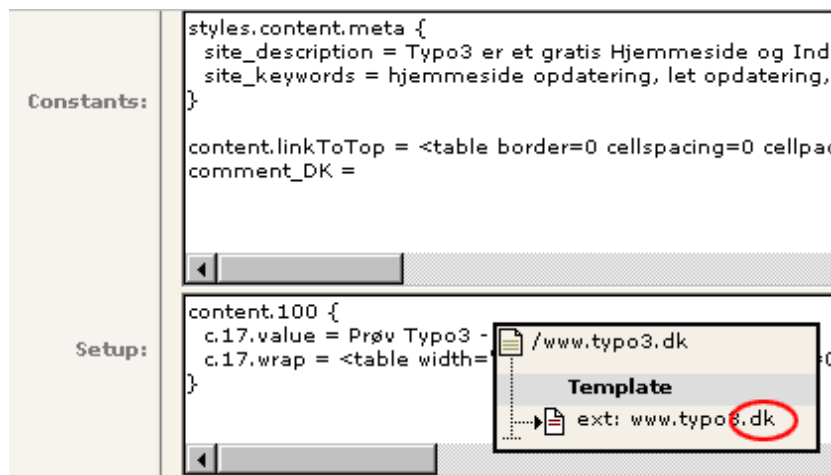 styles.content.meta {
site_description = Typo3 er et gratis Hjemmeside og Ind
site_keywords = hjemmeside opdatering, let opdatering,
Constants:
}
content.linkToTop = <table border=0 cellspacing=0 cellpad
comment_DK =
content.100 {
c.17.value = Prøv Typo3 -
Setup:
c.17.wrap = <table width=
}
/www.typo3.dk
Template
ext: www.typo3.dk